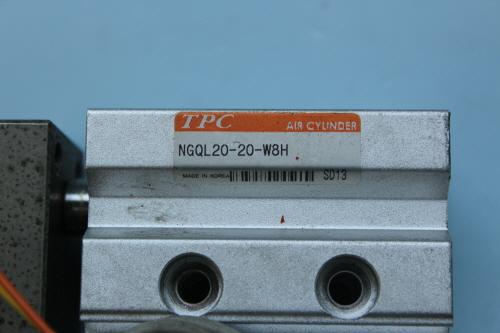 TPC AIR CYLINDER
NGQL20-20-W8H
MADE IN KOREA SD13